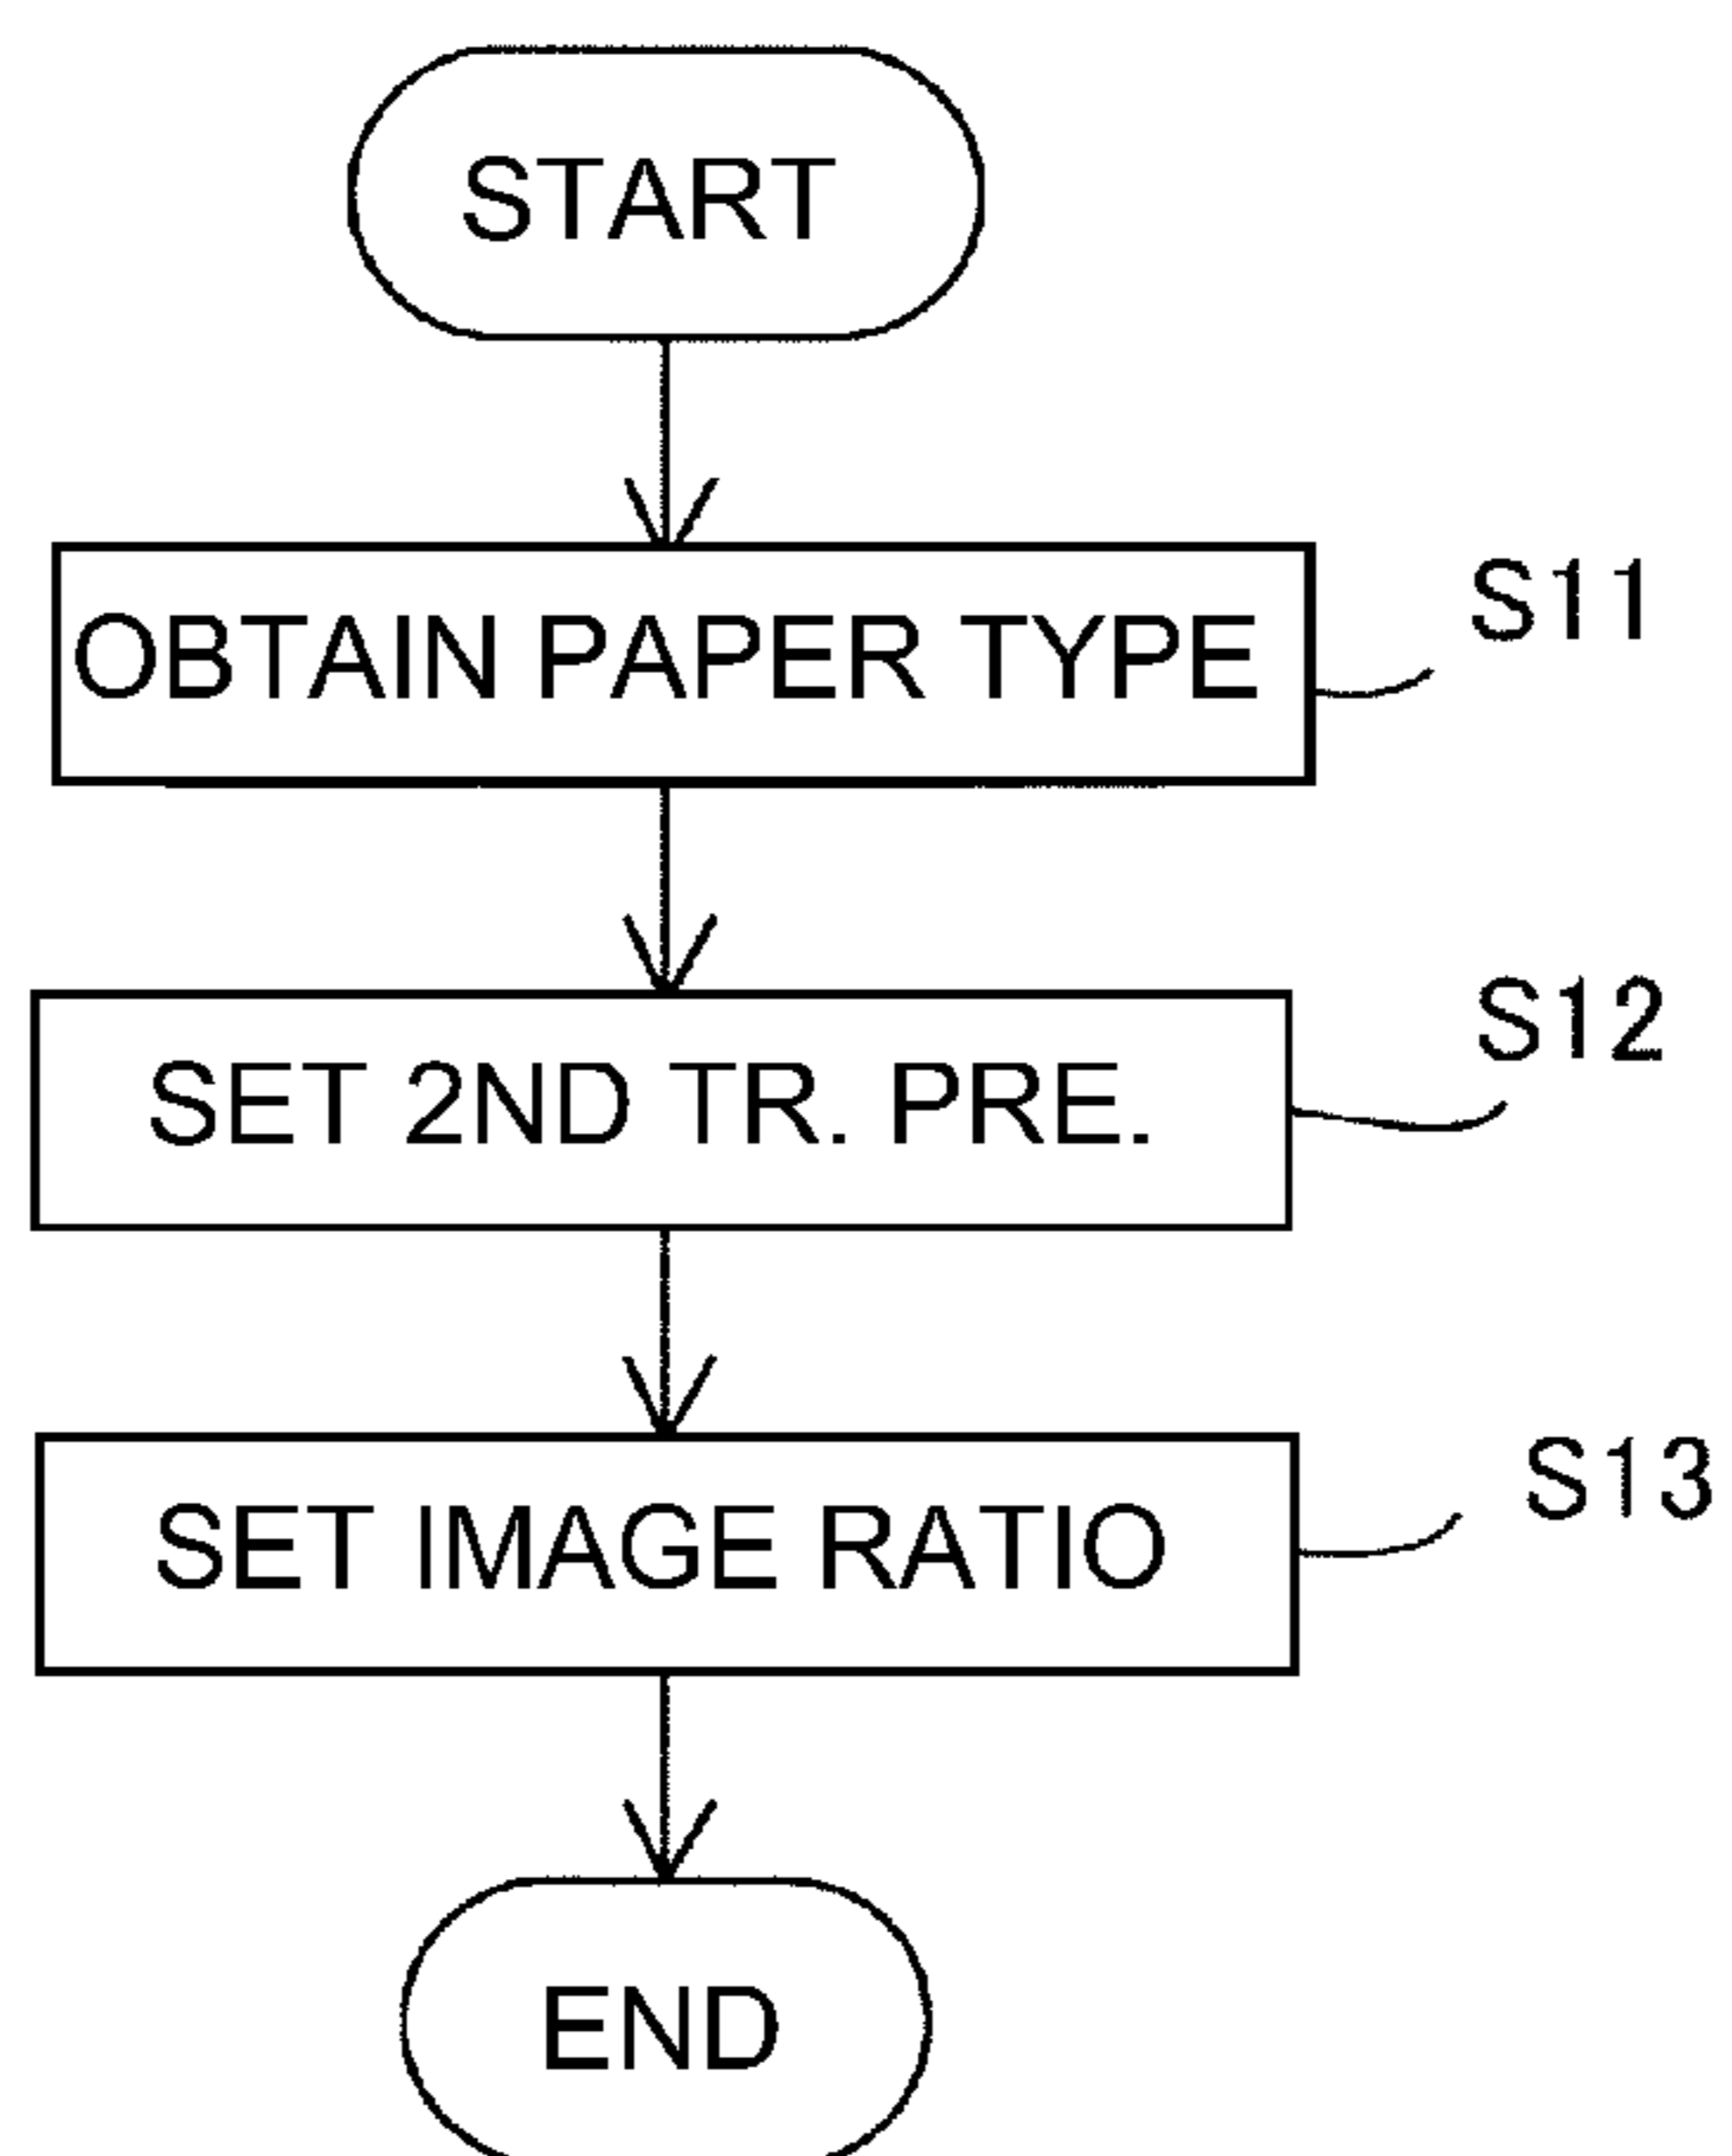 START
OBTAIN PAPER TYPE
S11
SET 2ND TR. PRE.
S12
SET IMAGE RATIO
S13
END